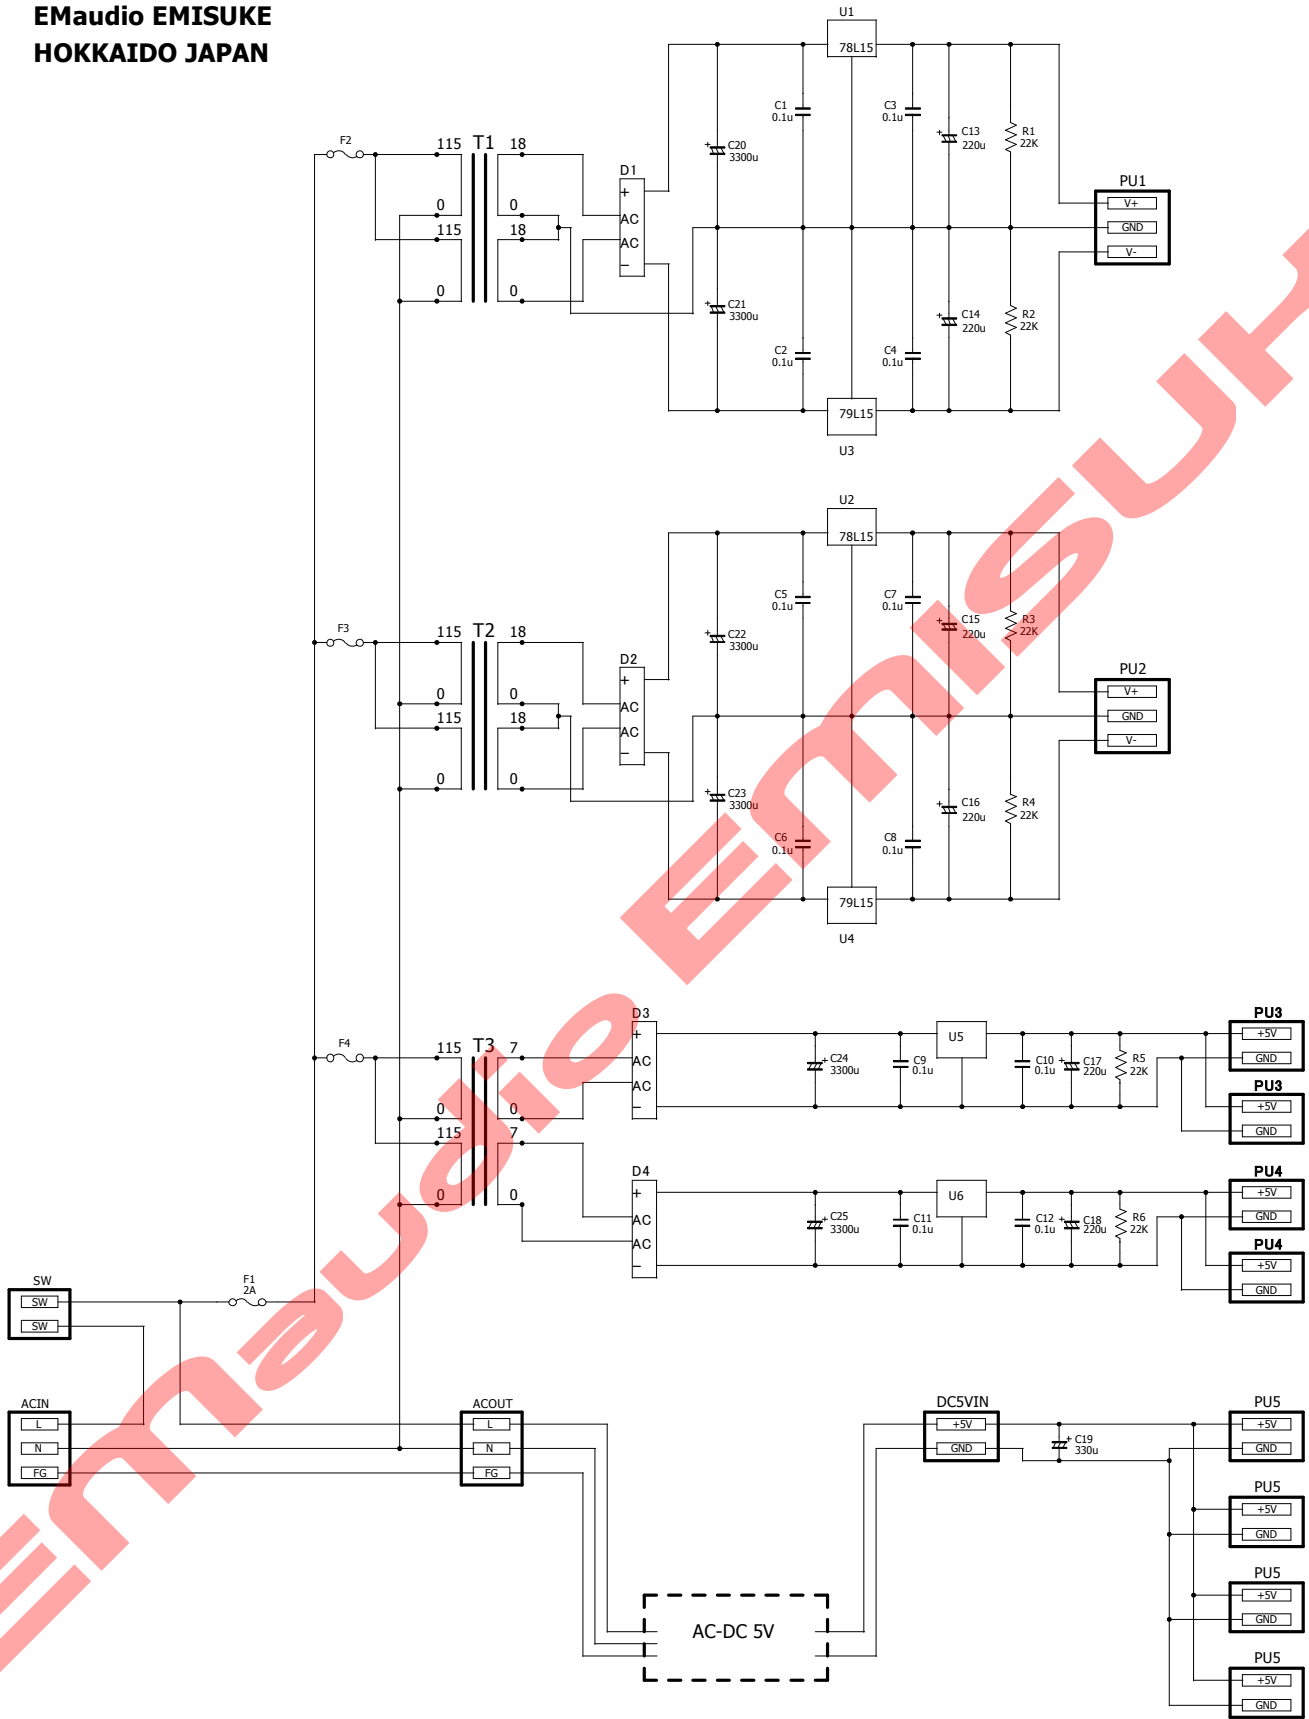 EMaudio EMISUKE
HOKKAIDO JAPAN
U1
78L15
C1
0.1u
C3
0.1u
C20
3300u
C13
220u
R1
22K
F2
115
T1
18
0
0
115
18
0
0
D1
+
AC
AC
−
PU1
V+
GND
V-
C21
3300u
C14
220u
R2
22K
C2
0.1u
C4
0.1u
79L15
U3
U2
78L15
C5
0.1u
C7
0.1u
C22
3300u
C15
220u
R3
22K
F3
115
T2
18
0
0
115
18
0
0
D2
+
AC
AC
−
PU2
V+
GND
V-
C23
3300u
C16
220u
R4
22K
C6
0.1u
C8
0.1u
79L15
U4
F4
115
T3
7
0
0
115
7
0
0
D3
+
AC
AC
−
C24
3300u
C9
0.1u
U5
C10
0.1u
C17
220u
R5
22K
PU3
+5V
GND
PU3
+5V
GND
D4
+
AC
AC
−
C25
3300u
C11
0.1u
U6
C12
0.1u
C18
220u
R6
22K
PU4
+5V
GND
PU4
+5V
GND
SW
SW
SW
F1
2A
ACIN
L
N
FG
ACOUT
L
N
FG
DC5VIN
+5V
GND
C19
330u
PU5
+5V
GND
PU5
+5V
GND
PU5
+5V
GND
PU5
+5V
GND
AC-DC 5V